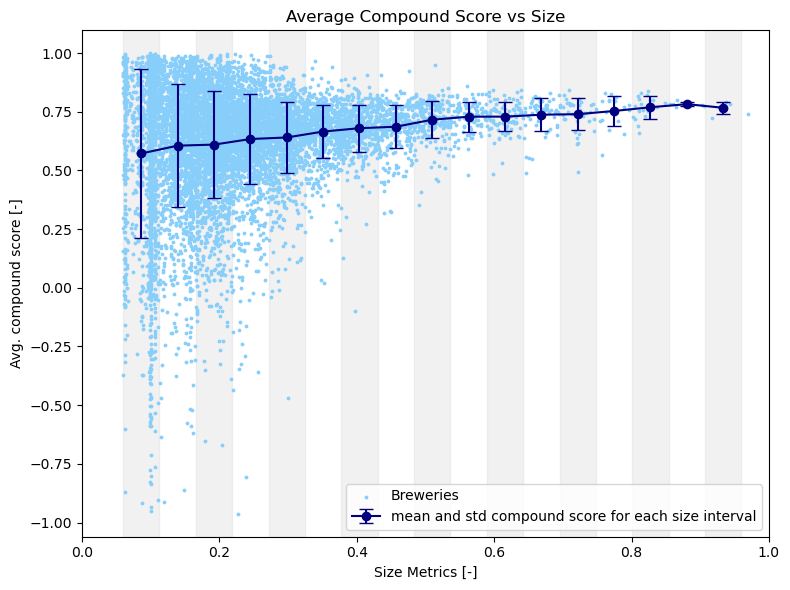 Average Compound Score vs Size
Avg. compound score [-]
1.00
0.75
0.50
0.25
0.00
−0.25
−0.50
−0.75
−1.00
Breweries
mean and std compound score for each size interval
0.0 0.2 0.4 0.6 0.8 1.0
Size Metrics [-]